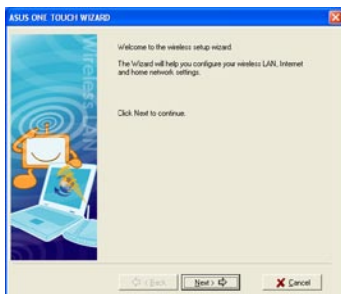 ASUS ONE TOUCH WIZARD
Wireless LAN
Welcome to the wireless setup wizard.
The Wizard will help you configure your wireless LAN, Internet
and home network settings.
Click Next to continue.
< Back
Next >
Cancel